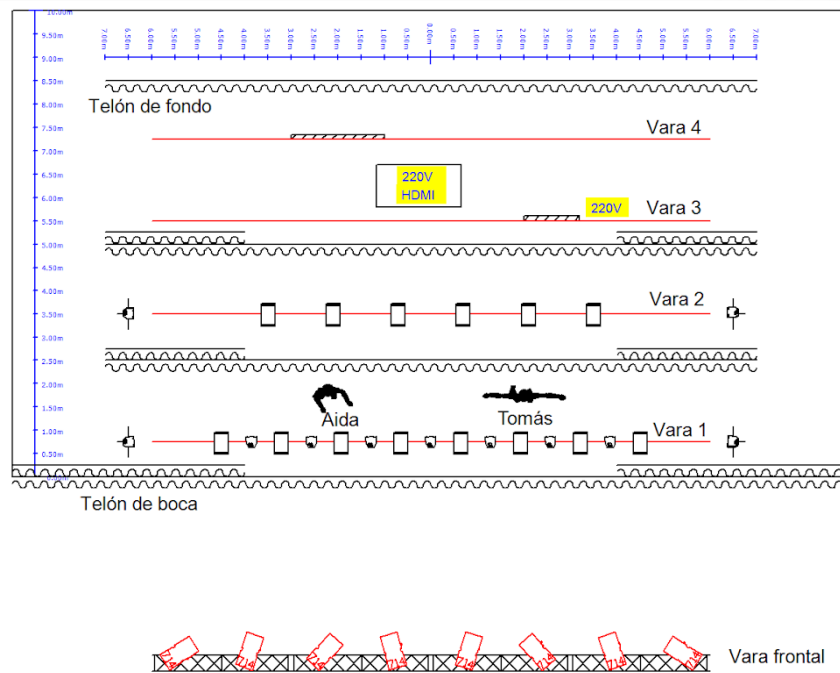 10.00m
9.50m
7.00m 6.50m 6.00m 5.50m 5.00m 4.50m 4.00m 3.50m 3.00m 2.50m 2.00m 1.50m 1.00m 0.50m 0.00m 0.50m 1.00m 1.50m 2.00m 2.50m 3.00m 3.50m 4.00m 4.50m 5.00m 5.50m 6.00m 6.50m 7.00m
9.00m
8.50m
8.00m
Telón de fondo
7.50m
Vara 4
7.00m
6.50m
220V
6.00m
HDMI
220V
Vara 3
5.50m
5.00m
4.50m
4.00m
Vara 2
3.50m
3.00m
2.50m
2.00m
1.50m
Aida
Tomás
1.00m
Vara 1
0.50m
0.00m
Telón de boca
Vara frontal